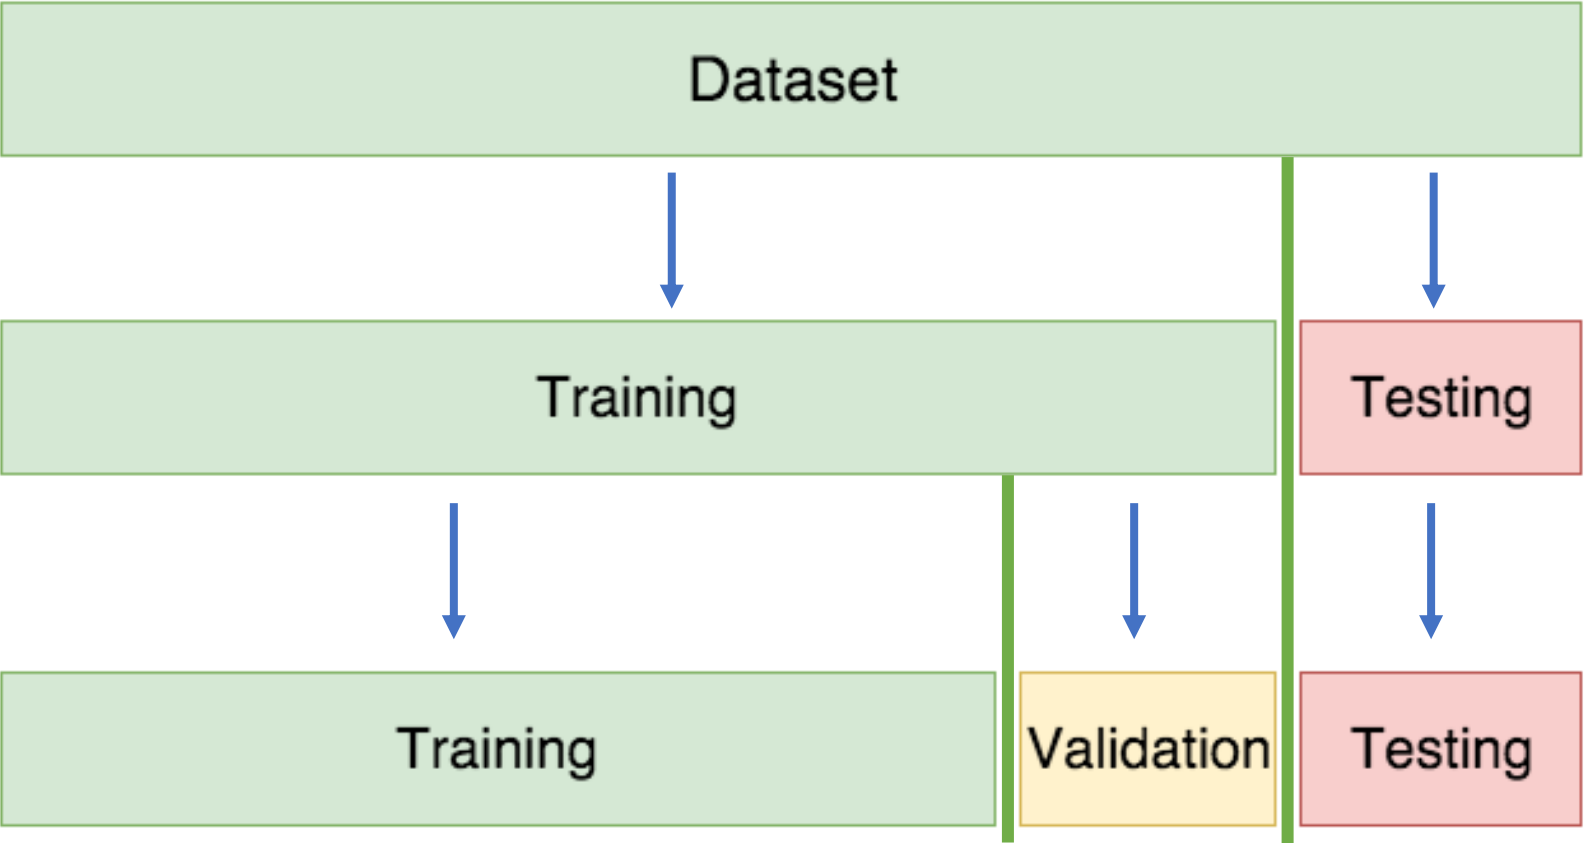 Dataset
Training
Testing
Training
Validation
Testing